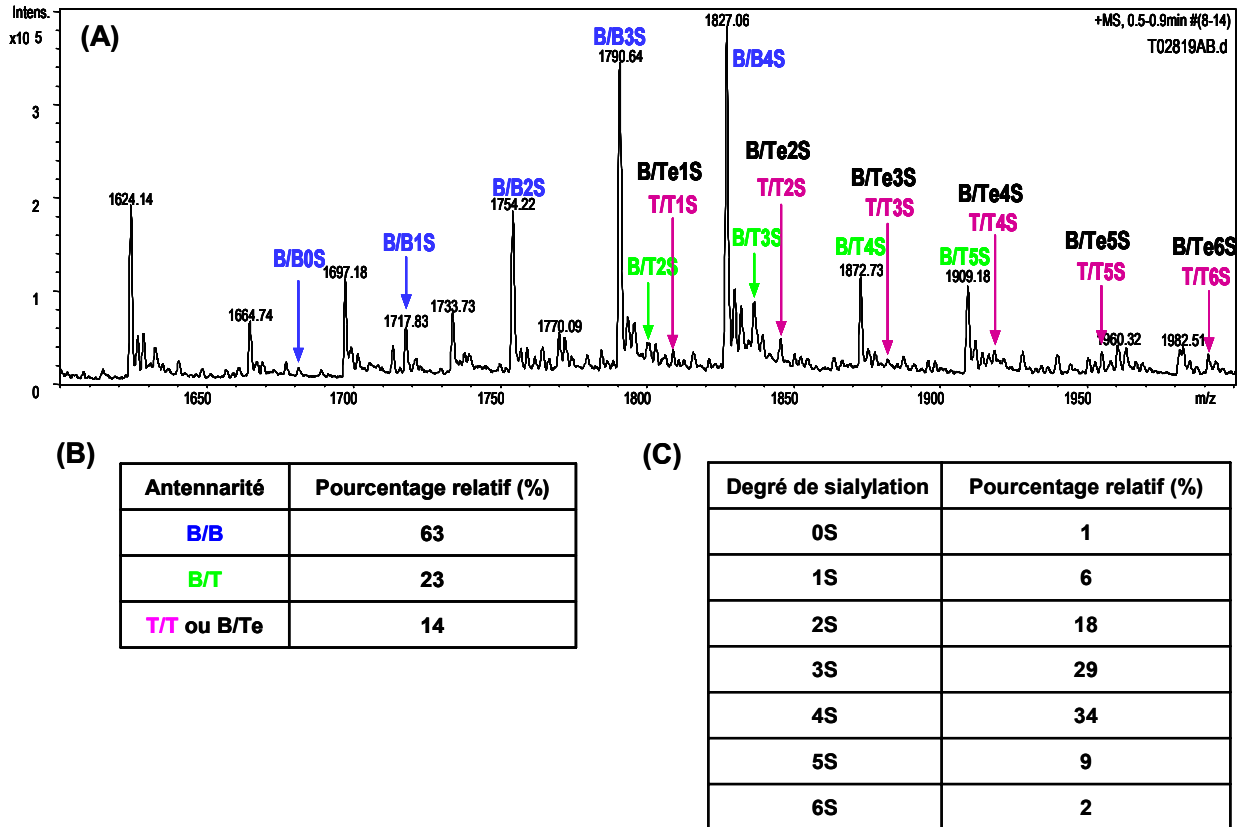 Intens.
x10 5
(A)
+MS, 0.5-0.9min #(8-14)
T02819AB.d
1827.06
B/B3S
1790.64
B/B4S
3
B/Te1S
B/Te2S
B/Te3S
B/Te4S
B/Te5S
B/Te6S
T/T1S
T/T2S
T/T3S
T/T4S
T/T5S
T/T6S
2
1624.14
B/B2S
1754.22
B/B0S
B/B1S
B/T2S
B/T3S
B/T4S
B/T5S
1697.18
1872.73
1909.18
1
1664.74
1717.83
1733.73
1770.09
1960.32
1982.51
0
1650
1700
1750
1800
1850
1900
1950
m/z
(B)
Antennarité Pourcentage relatif (%)
B/B 63
B/T 23
T/T ou B/Te 14
(C)
Degré de sialylation Pourcentage relatif (%)
0S 1
1S 6
2S 18
3S 29
4S 34
5S 9
6S 2